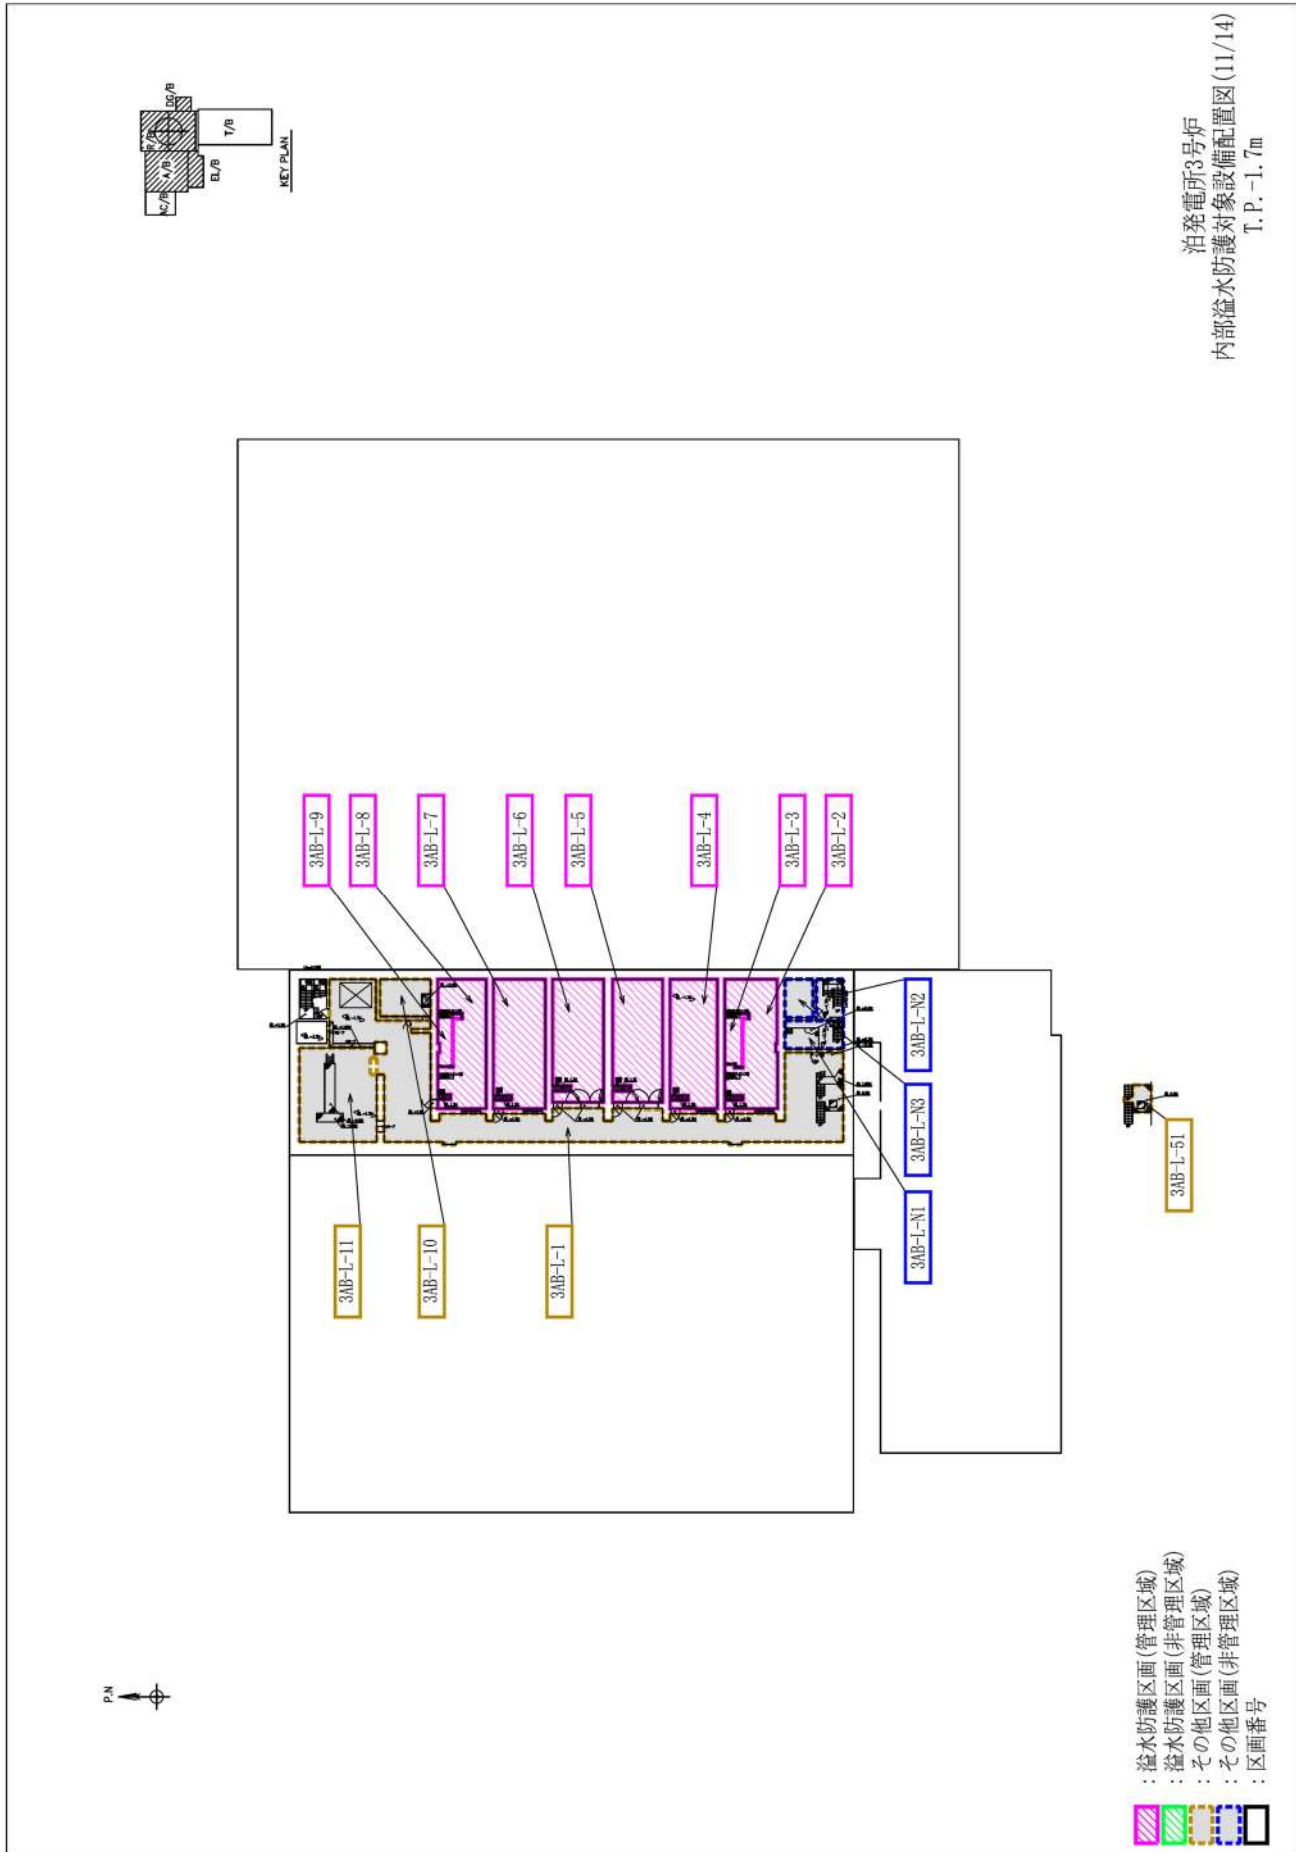 P.N
R/B
DG/B
A/B
AC/B
T/B
EL/B
KEY PLAN
3AB-L-9
3AB-L-8
3AB-L-7
3AB-L-6
3AB-L-5
3AB-L-4
3AB-L-3
3AB-L-2
3AB-L-11
3AB-L-10
3AB-L-1
3AB-L-N1
3AB-L-N3
3AB-L-N2
3AB-L-51
:溢水防護区画(管理区域)
:溢水防護区画(非管理区域)
:その他区画(管理区域)
:その他区画(非管理区域)
:区画番号
泊発電所3号炉
内部溢水防護対象設備配置図(11/14)
T.P.-1.7m